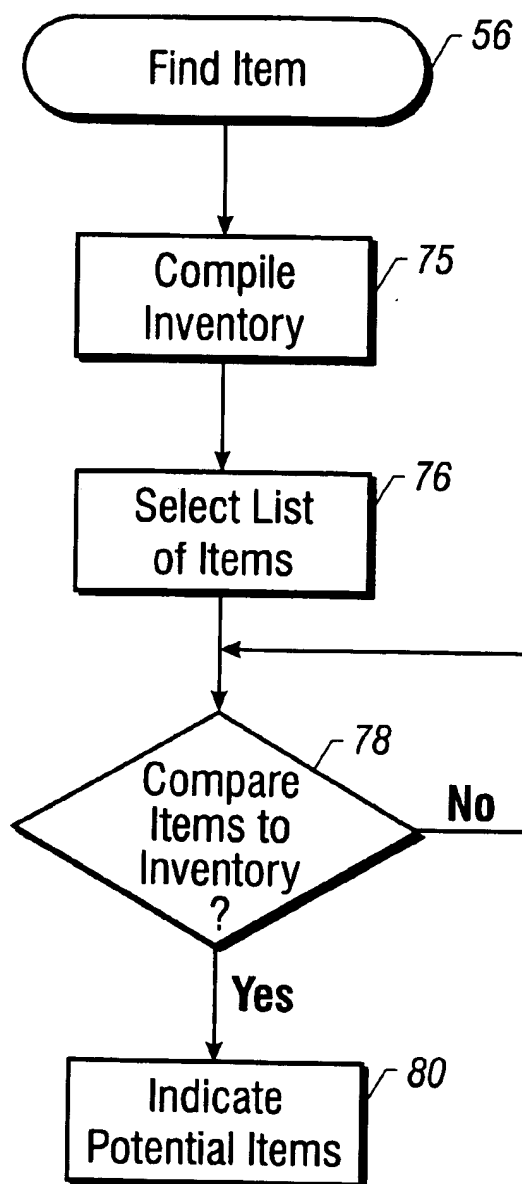 Find Item
56
Compile
Inventory
75
Select List
of Items
76
Compare
Items to
Inventory
?
78
No
Yes
Indicate
Potential Items
80